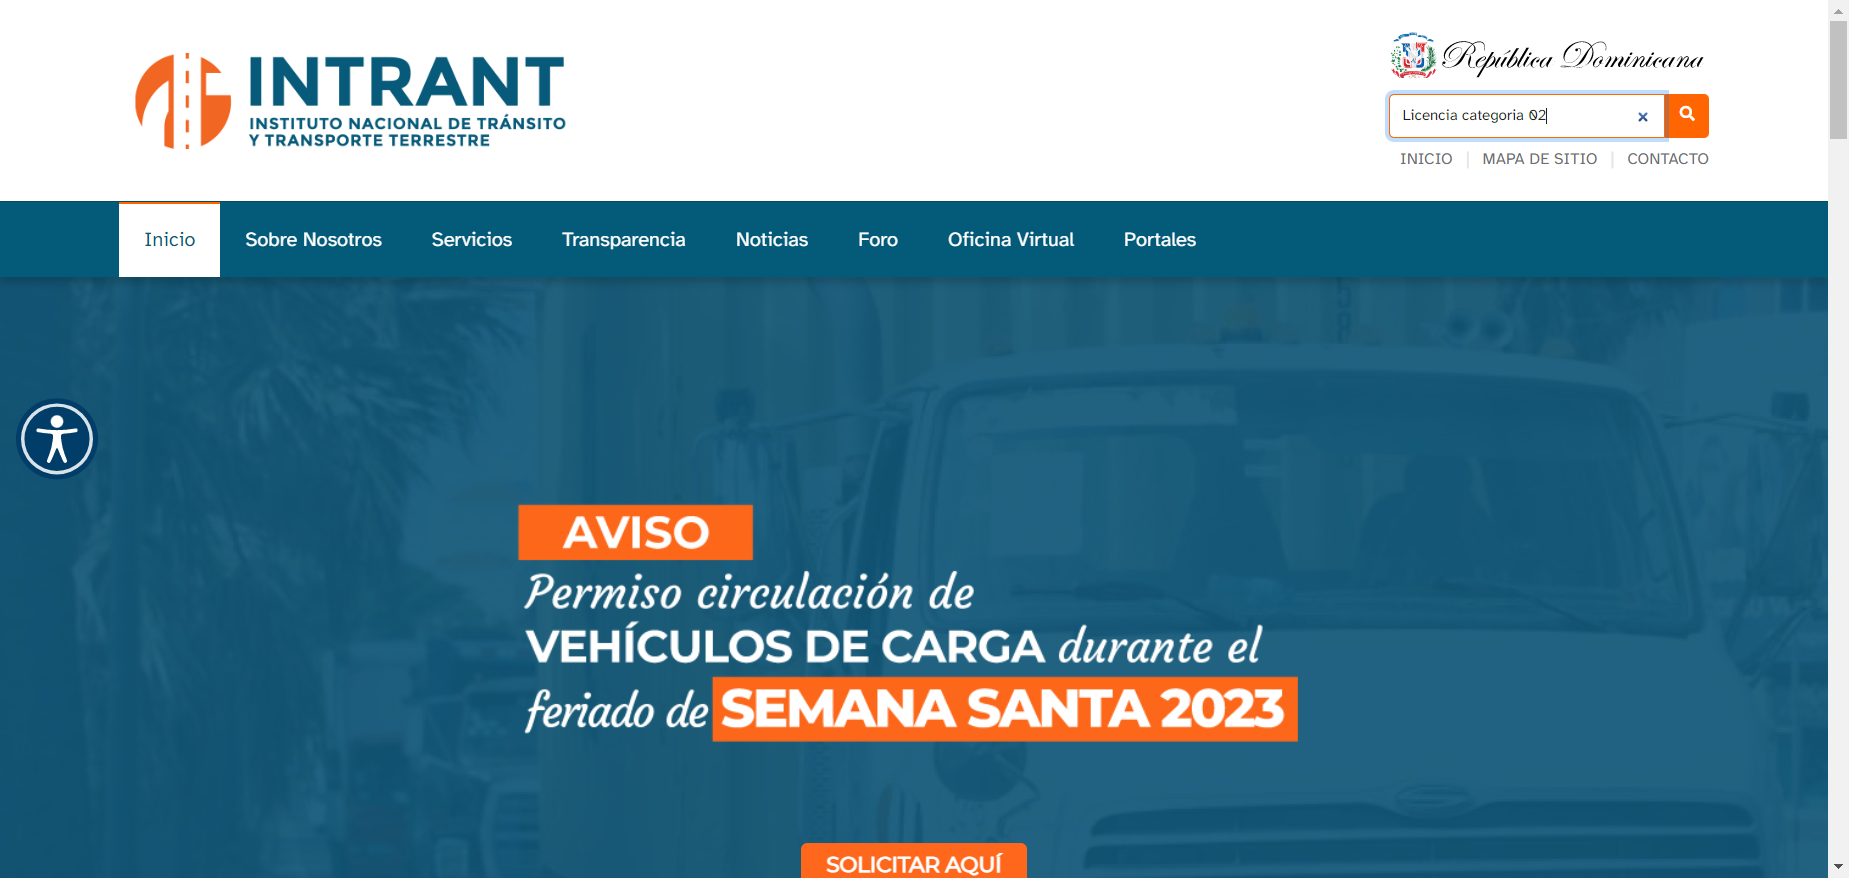 INTRANT
INSTITUTO NACIONAL DE TRÁNSITO
Y TRANSPORTE TERRESTRE
República Dominicana
Licencia categoria 02
INICIO
MAPA DE SITIO
CONTACTO
Inicio
Sobre Nosotros
Servicios
Transparencia
Noticias
Foro
Oficina Virtual
Portales
AVISO
Permiso circulación de
VEHÍCULOS DE CARGA durante el
feriado de SEMANA SANTA 2023
SOLICITAR AQUÍ